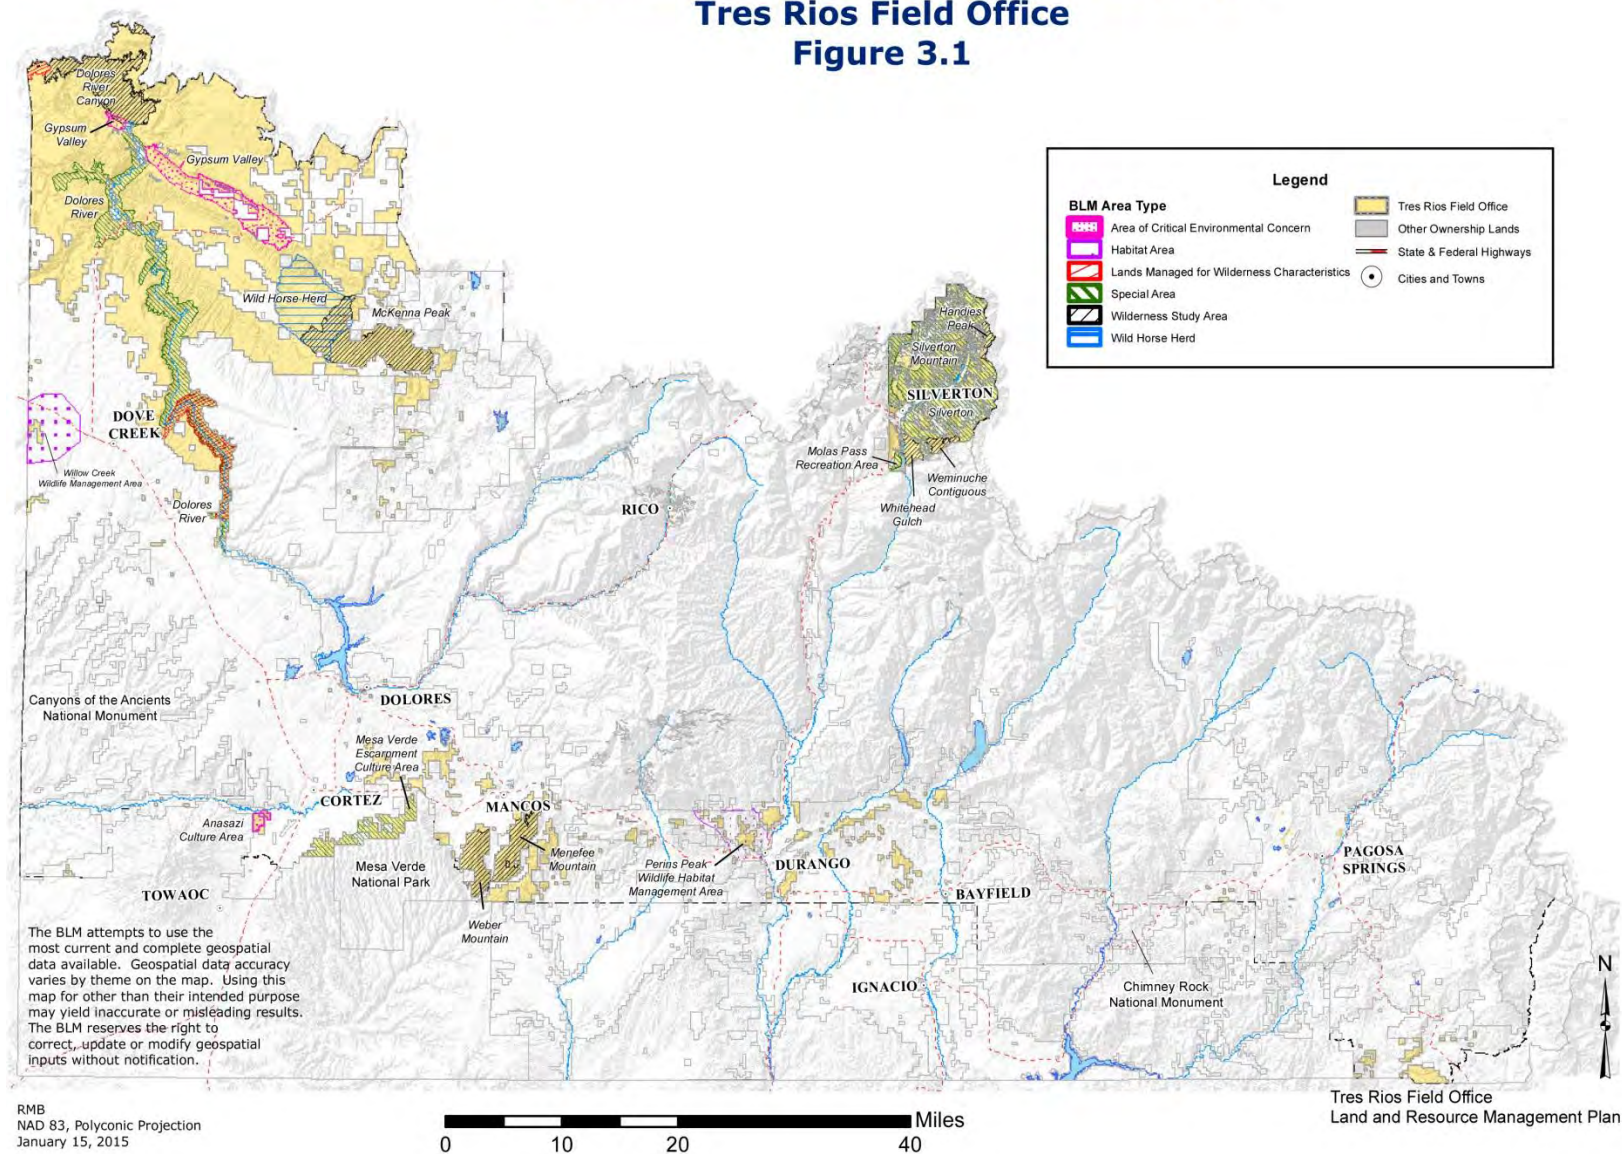 Tres Rios Field Office
Figure 3.1
Dolores
River
Canyon
Gypsum
Valley
Gypsum Valley
Dolores
River
Wild Horse Herd
McKenna Peak
DOVE
CREEK
Willow Creek
Wildlife Management Area
Dolores
River
Legend
BLM Area Type
Area of Critical Environmental Concern
Habitat Area
Lands Managed for Wilderness Characteristics
Special Area
Wilderness Study Area
Wild Horse Herd
Tres Rios Field Office
Other Ownership Lands
State & Federal Highways
Cities and Towns
Handies
Peak
Silverton
Mountain
SILVERTON
Silverton
Molas Pass
Recreation Area
Weminuche
Contiguous
Whitehead
Gulch
RICO
Canyons of the Ancients
National Monument
DOLORES
Mesa Verde
Escarpment
Culture Area
CORTEZ
MANCOS
Anasazi
Culture Area
Mesa Verde
National Park
Menefee
Mountain
Weber
Mountain
Perins Peak
Wildlife Habitat
Management Area
DURANGO
BAYFIELD
PAGOSA
SPRINGS
TOWAOC
IGNACIO
Chimney Rock
National Monument
The BLM attempts to use the
most current and complete geospatial
data available. Geospatial data accuracy
varies by theme on the map. Using this
map for other than their intended purpose
may yield inaccurate or misleading results.
The BLM reserves the right to
correct, update or modify geospatial
inputs without notification.
N
RMB
NAD 83, Polyconic Projection
January 15, 2015
Miles
0 10 20 40
Tres Rios Field Office
Land and Resource Management Plan